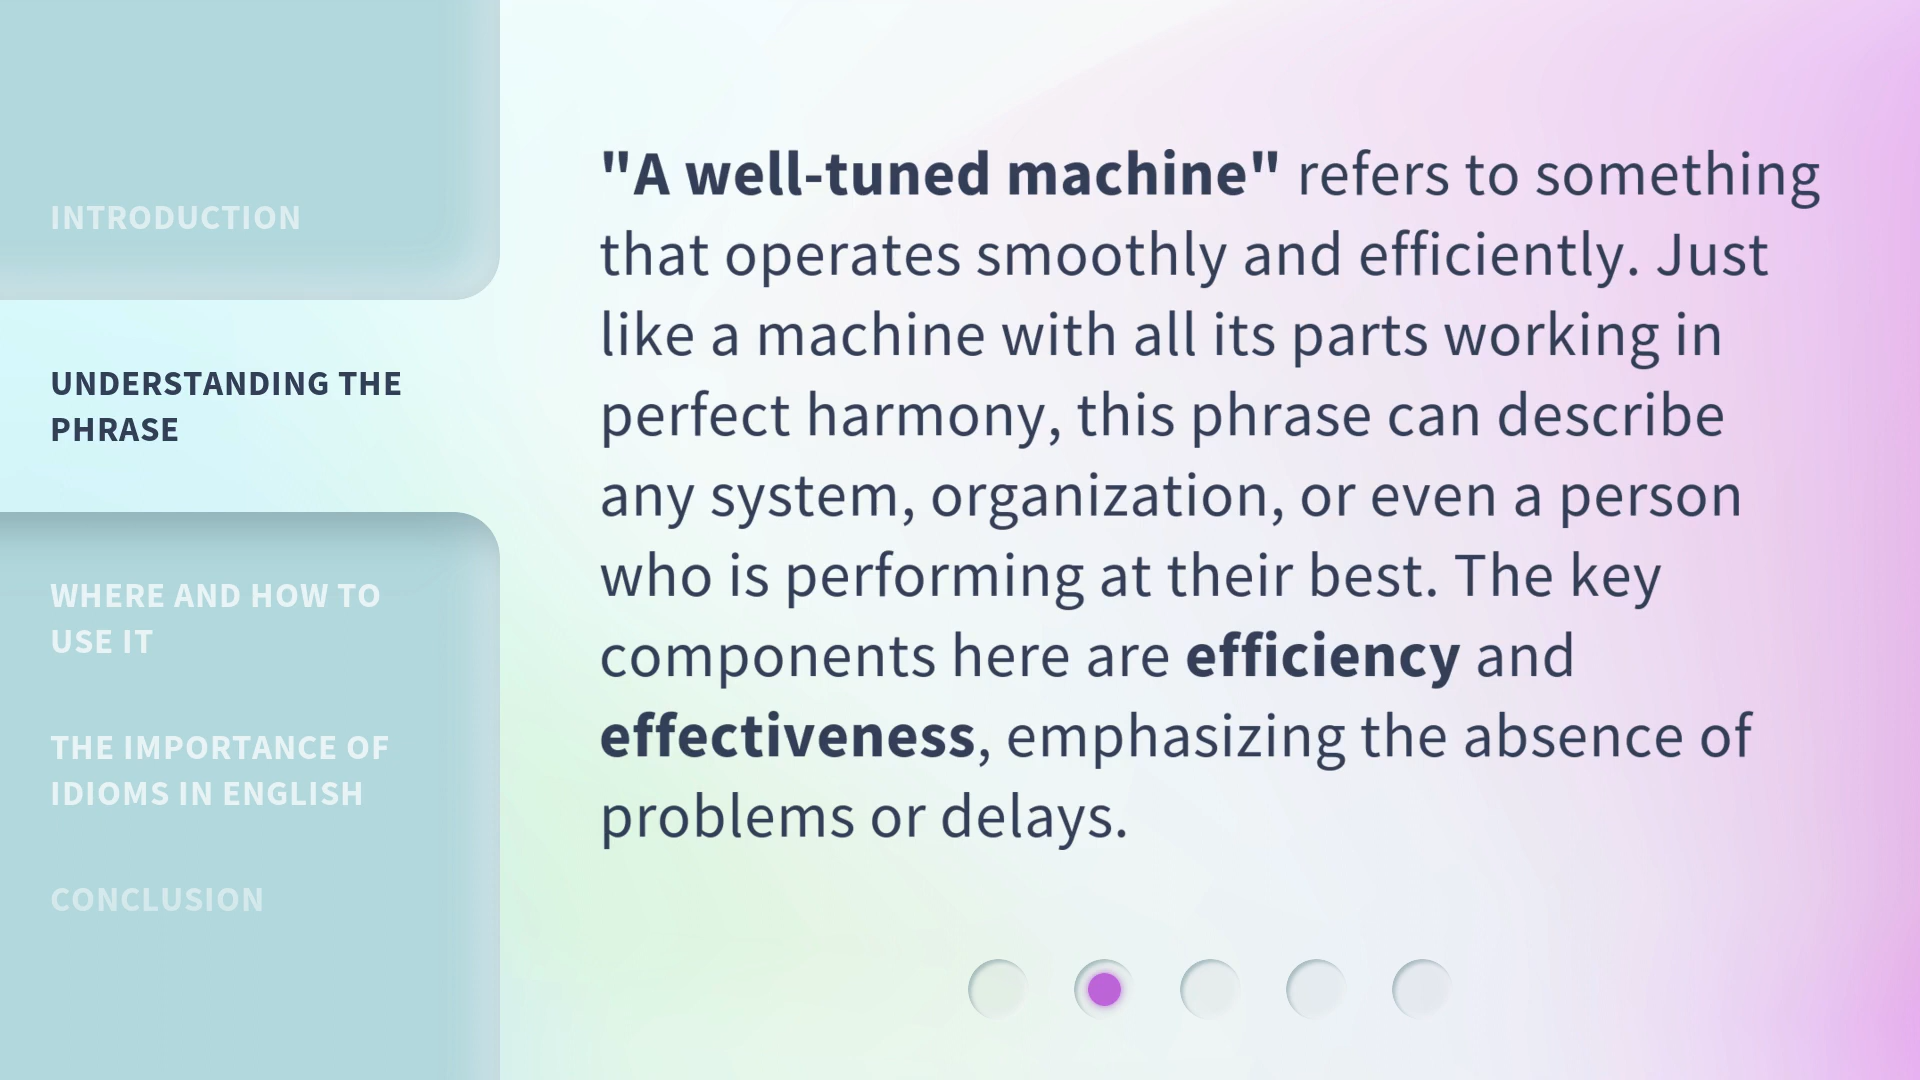 INTRODUCTION
UNDERSTANDING THE
PHRASE
WHERE AND HOW TO
USE IT
THE IMPORTANCE OF
IDIOMS IN ENGLISH
CONCLUSION
"A well-tuned machine" refers to something
that operates smoothly and efficiently. Just
like a machine with all its parts working in
perfect harmony, this phrase can describe
any system, organization, or even a person
who is performing at their best. The key
components here are efficiency and
effectiveness, emphasizing the absence of
problems or delays.